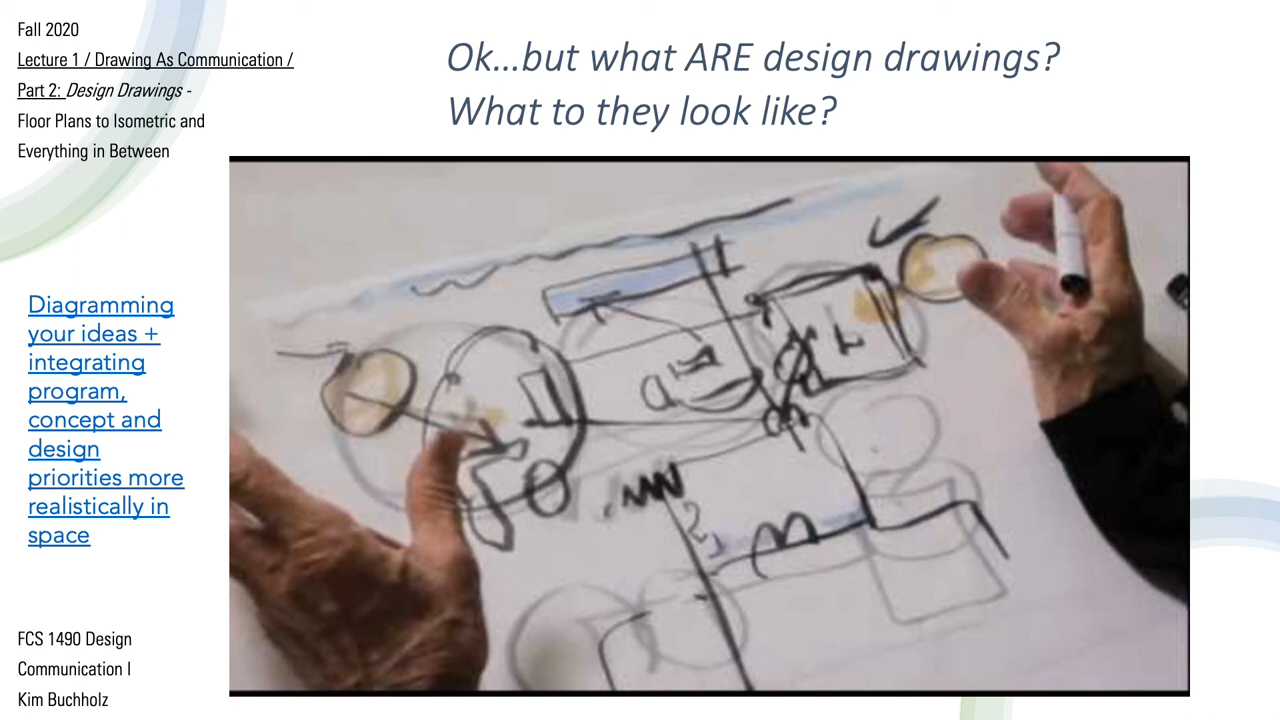 Fall 2020
Lecture 1 / Drawing As Communication /
Part 2: Design Drawings -
Floor Plans to Isometric and
Everything in Between
Ok...but what ARE design drawings?
What to they look like?
Diagramming
your ideas +
integrating
program,
concept and
design
priorities more
realistically in
space
FCS 1490 Design
Communication I
Kim Buchholz